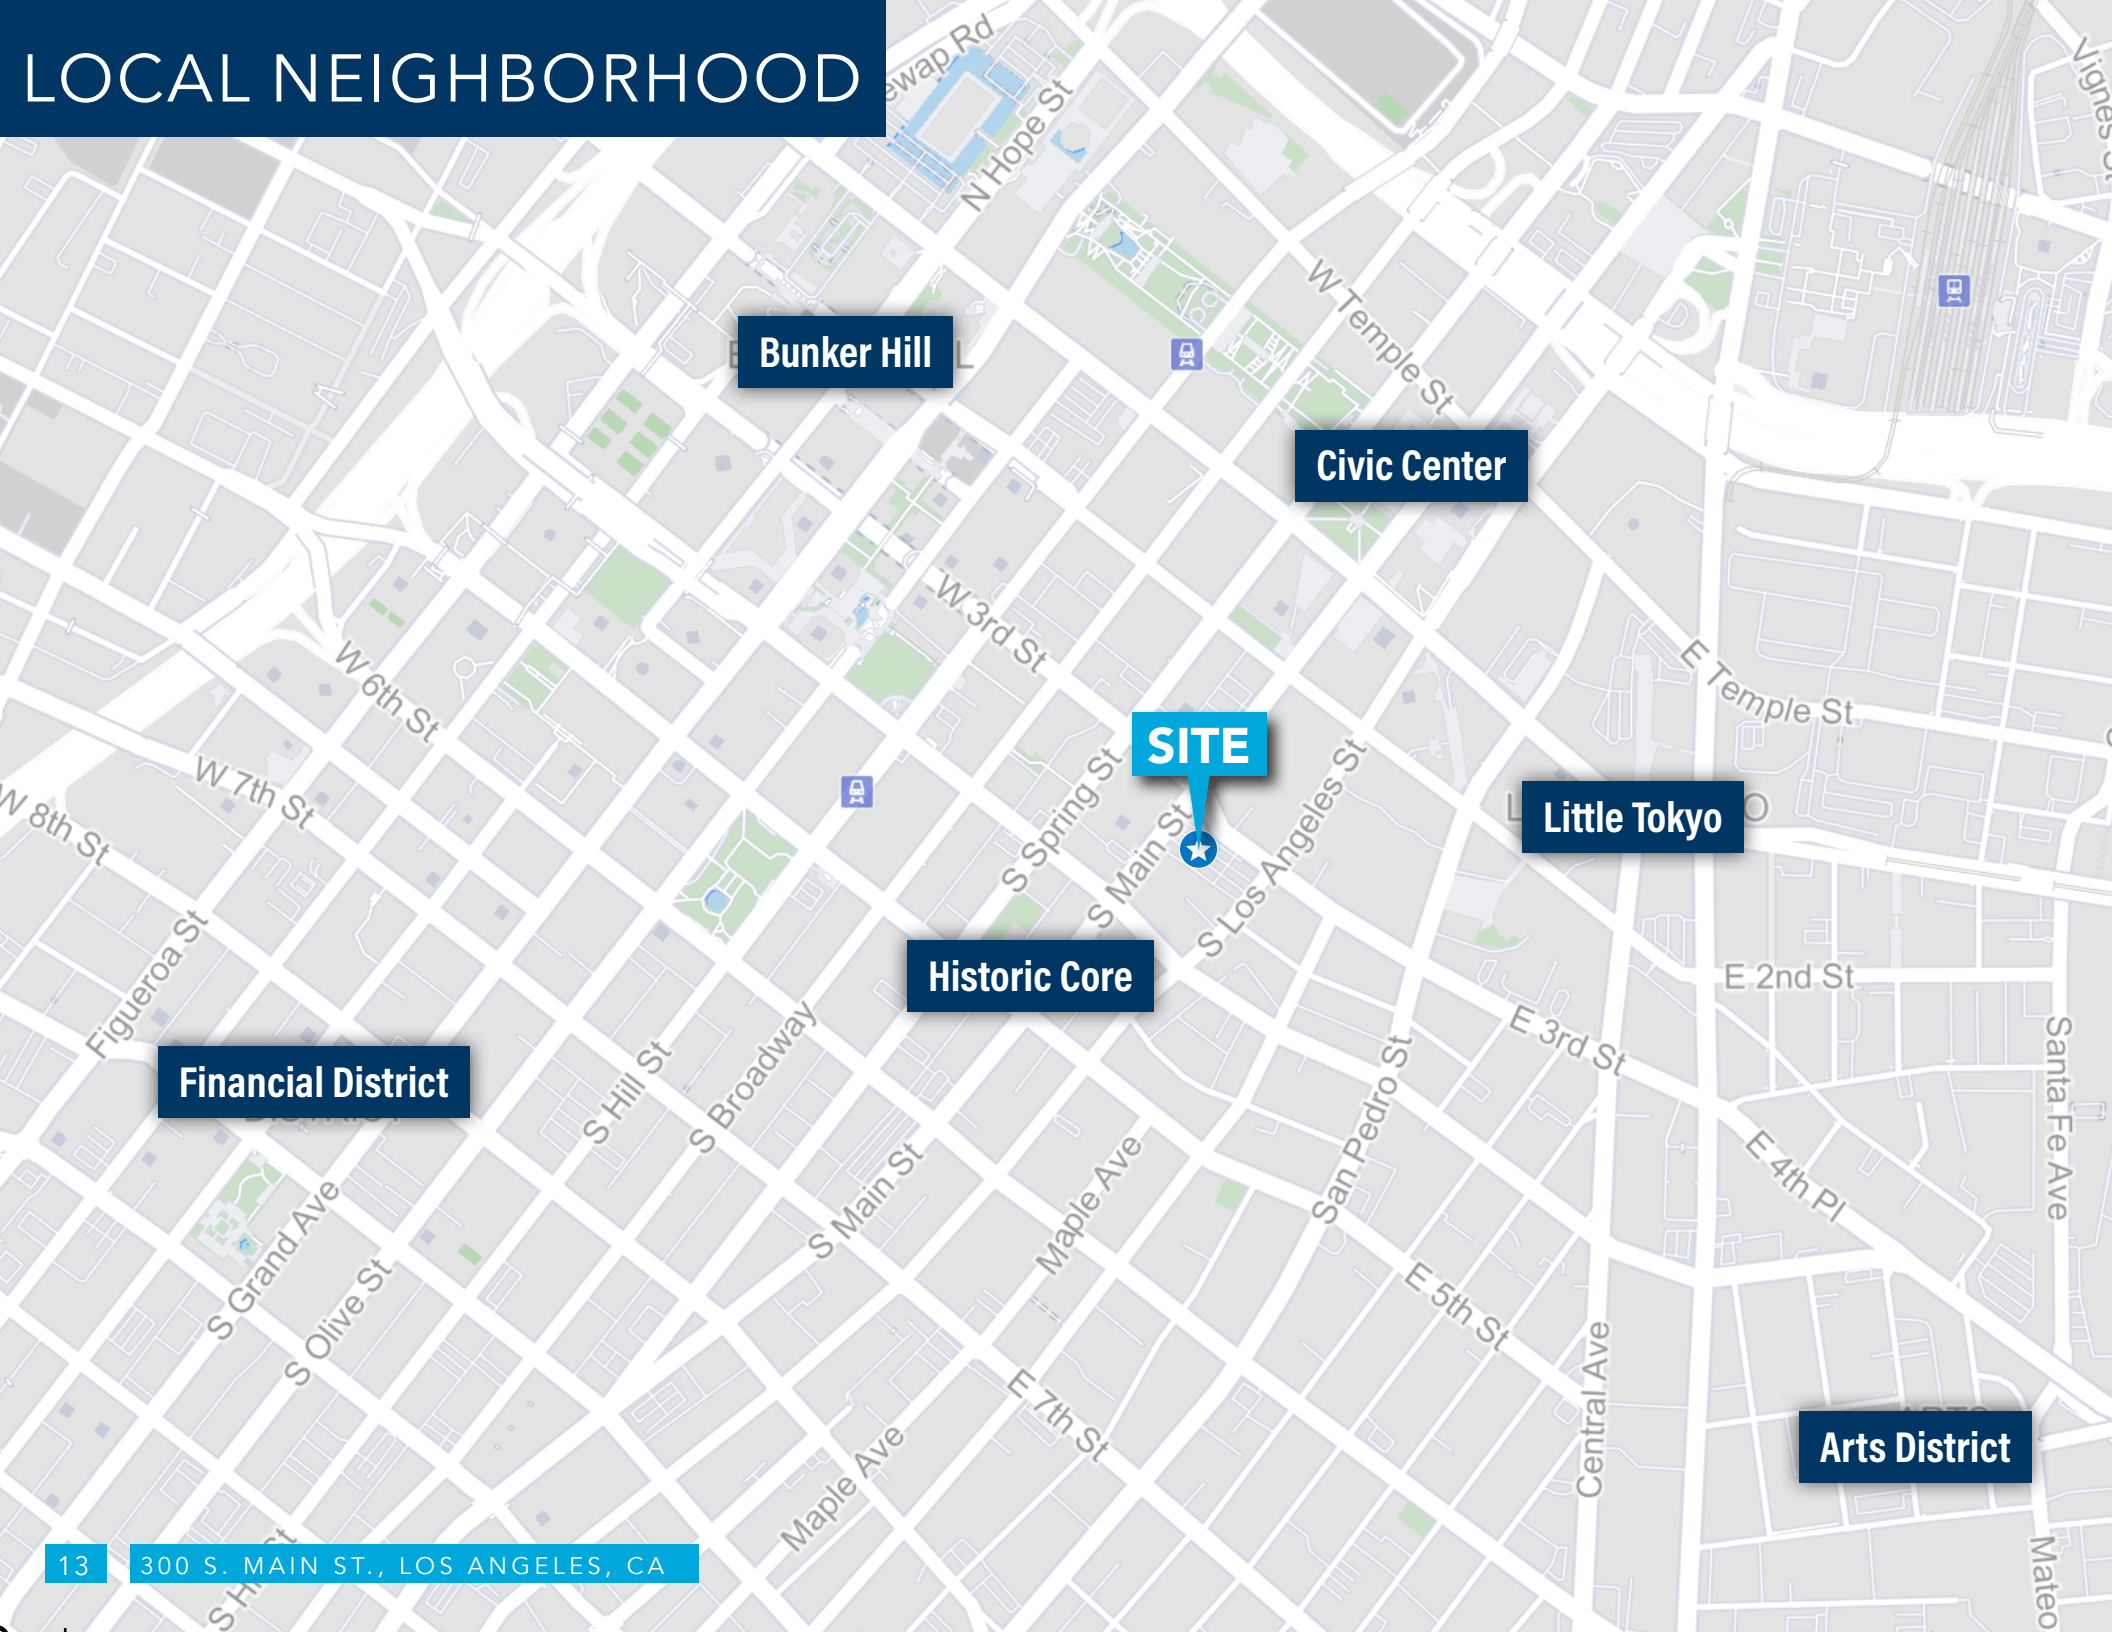 LOCAL NEIGHBORHOOD
N Hope St
Vignes St
W Temple St
Bunker Hill
Civic Center
W 3rd St
W 6th St
E Temple St
W 7th St
W 8th St
SITE
S Spring St
S Main St
S Los Angeles St
Little Tokyo
Figueroa St
Historic Core
E 2nd St
E 3rd St
Santa Fe Ave
Financial District
S Hill St
S Broadway
San Pedro St
S Main St
Maple Ave
E 4th Pl
S Grand Ave
S Olive St
E 5th St
Central Ave
E 7th St
Arts District
Maple Ave
Mateo
13
300 S. MAIN ST., LOS ANGELES, CA